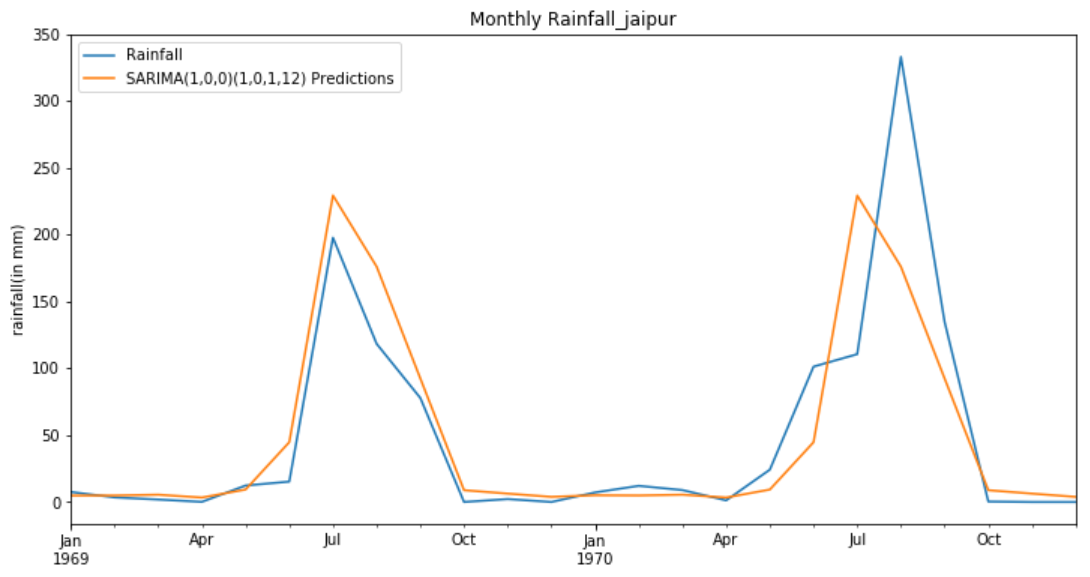 Monthly Rainfall_jaipur
Rainfall
SARIMA(1,0,0)(1,0,1,12) Predictions
rainfall(in mm)
350
300
250
200
150
100
50
0
Jan Apr Jul Oct Jan Apr Jul Oct
1969 1970